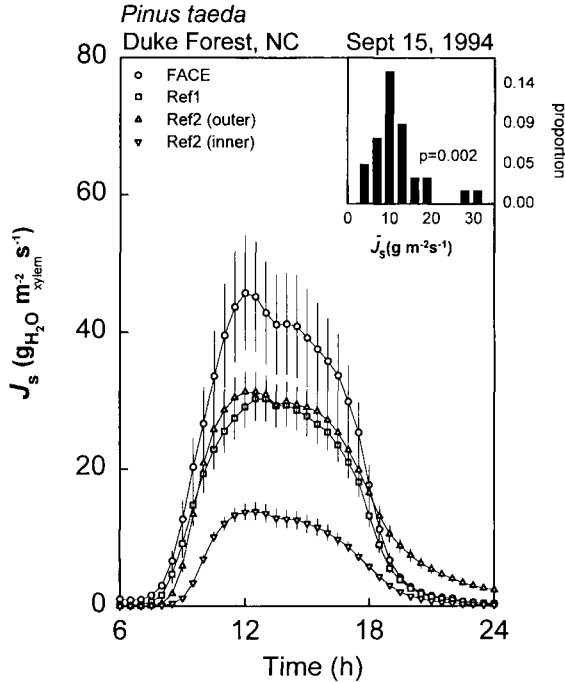 Pinus taeda
Duke Forest, NC Sept 15, 1994
80
60
40
20
0
FACE
Ref1
Ref2 (outer)
Ref2 (inner)
0.14
0.09
0.05
0.00
proportion
p=0.002
0 10 20 30
J̄s(g m-2s-1)
Js (gH2O m-2xylem s-1)
6 12 18 24
Time (h)